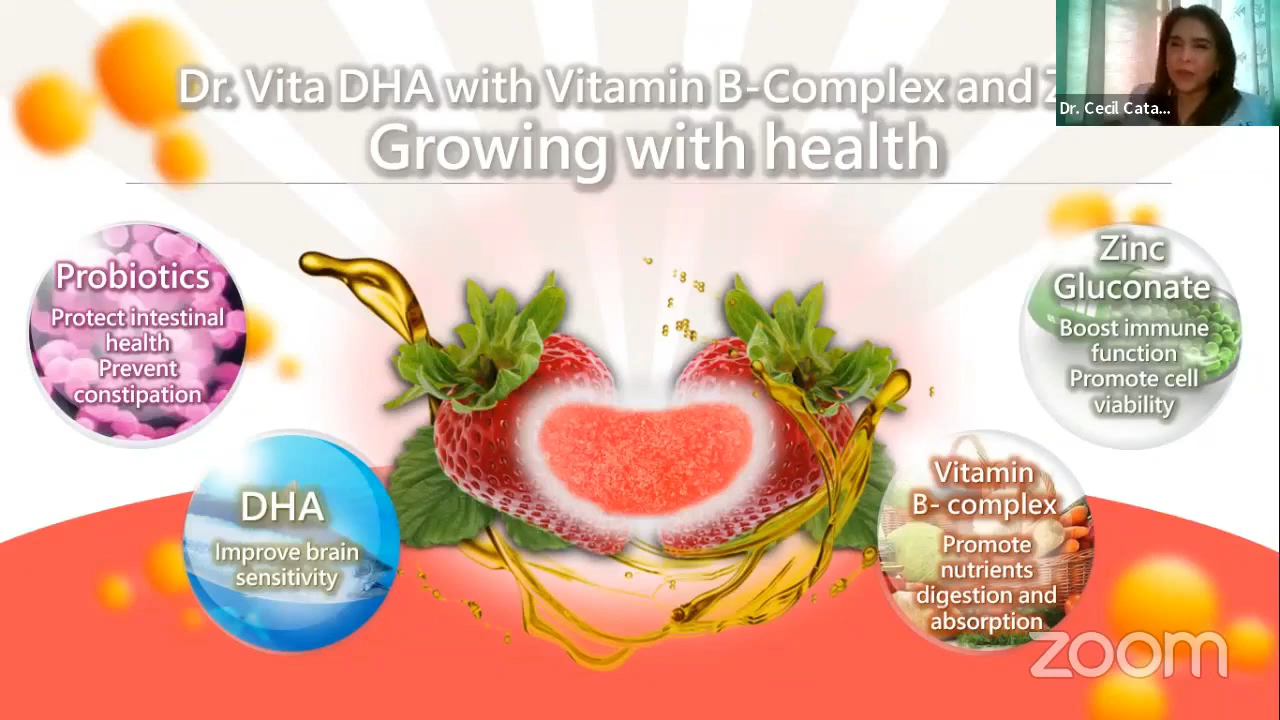 Dr. Vita DHA with Vitamin B-Complex and
Growing with health
Dr. Cecil Cata...
Probiotics
Protect intestinal
health
Prevent
constipation
DHA
Improve brain
sensitivity
Zinc
Gluconate
Boost immune
function
Promote cell
viability
Vitamin
B- complex
Promote
nutrients
digestion and
absorption
zoom